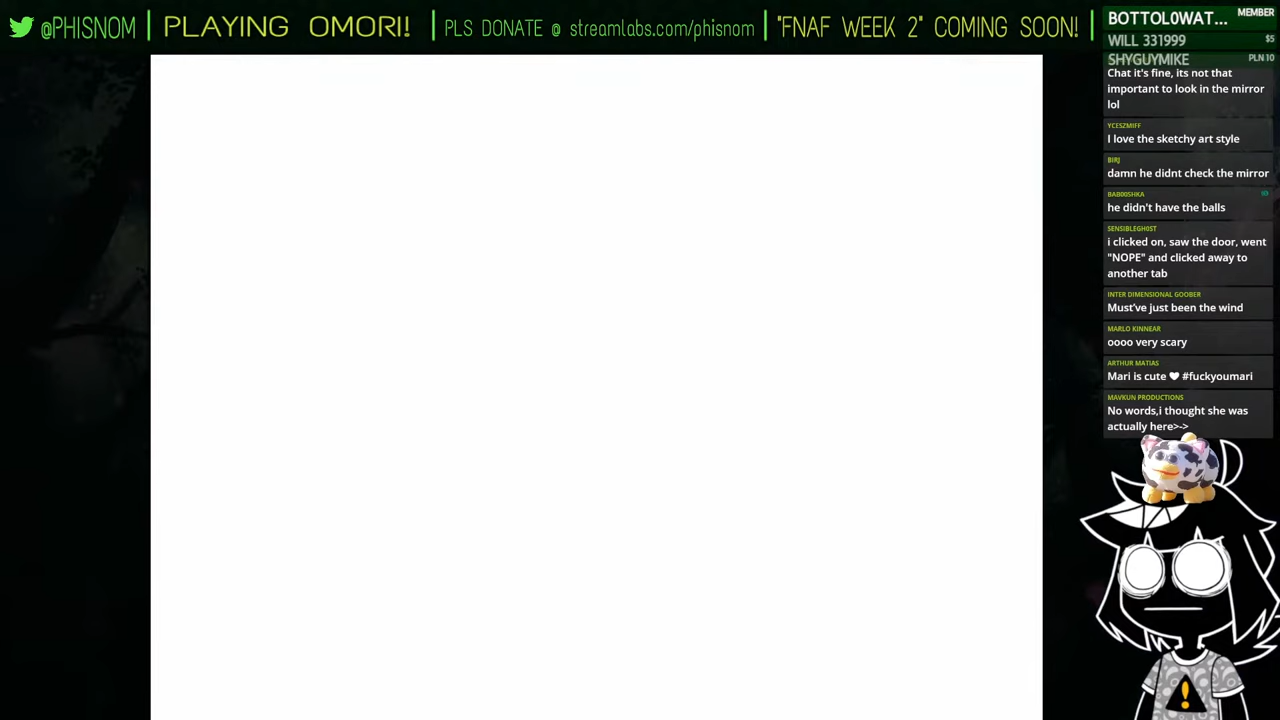 @PHISNOM | PLAYING OMORI! | PLS DONATE @ streamlabs.com/phisnom | "FNAF WEEK 2" COMING SOON! |
BOTTOL0WAT... MEMBER
WILL 331999 $5
SHYGUYMIKE PLN 10
Chat it's fine, its not that
important to look in the mirror
lol
YCESZMIFF
I love the sketchy art style
BIRJ
damn he didnt check the mirror
BAB00SHKA
he didn't have the balls
SENSIBLEGH0ST
i clicked on, saw the door, went
"NOPE" and clicked away to
another tab
INTER DIMENSIONAL GOOBER
Must've just been the wind
MARLO KINNEAR
oooo very scary
ARTHUR MATIAS
Mari is cute 🖤 #fuckyoumari
MAVKUN PRODUCTIONS
No words,i thought she was
actually here>->